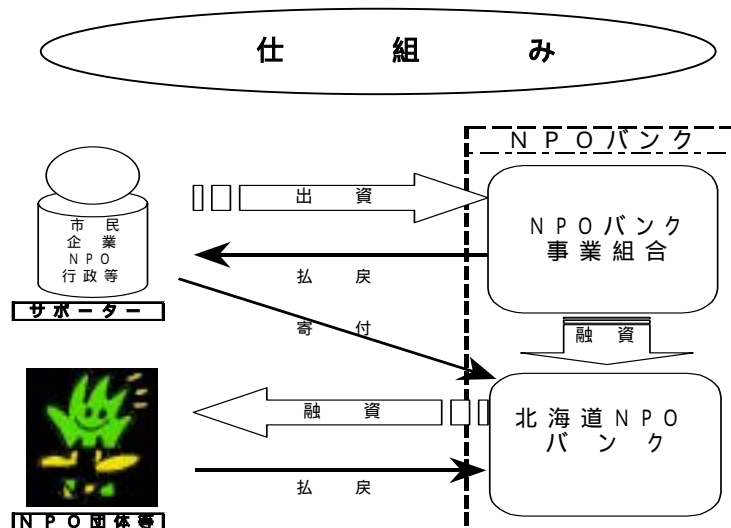 仕組み
NPOバンク
出資
市民
企業
NPO
行政等
NPOバンク
事業組合
払戻
サポーター
寄付
融資
融資
北海道NPO
バンク
払戻
NPO団体等